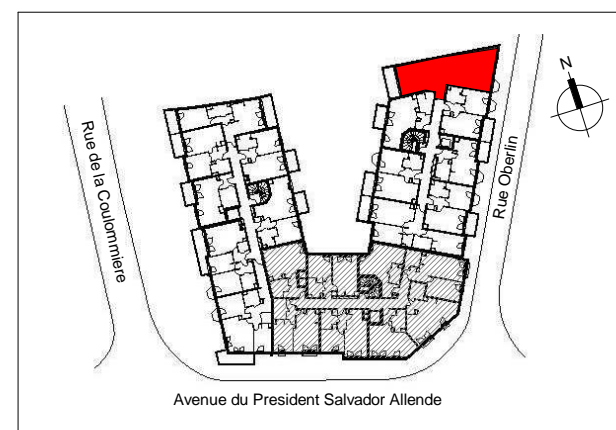 N
Rue de la Coulommiere
Rue Oberlin
Avenue du President Salvador Allende